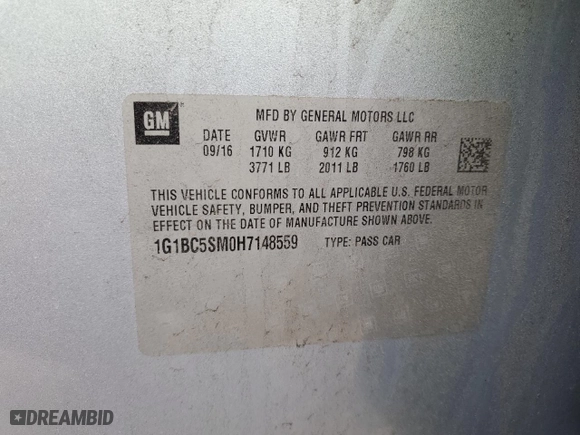 GM ® MFD BY GENERAL MOTORS LLC
DATE GVWR GAWR FRT GAWR RR
09/16 1710 KG 912 KG 798 KG
3771 LB 2011 LB 1760 LB
THIS VEHICLE CONFORMS TO ALL APPLICABLE U.S. FEDERAL MOTOR
VEHICLE SAFETY, BUMPER, AND THEFT PREVENTION STANDARDS IN
EFFECT ON THE DATE OF MANUFACTURE SHOWN ABOVE.
1G1BC5SM0H7148559 TYPE: PASS CAR
DREAMBID